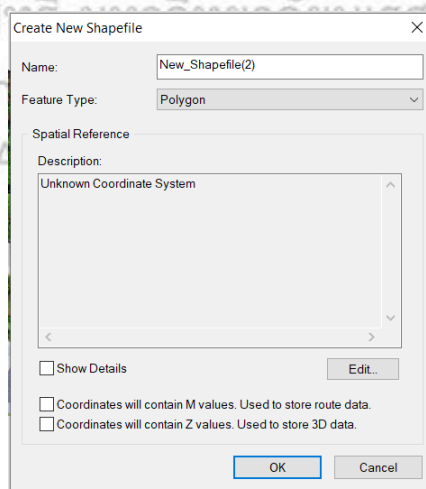 Create New Shapefile
Name:
New_Shapefile(2)
Feature Type:
Polygon
Spatial Reference
Description:
Unknown Coordinate System
Show Details
Edit...
Coordinates will contain M values. Used to store route data.
Coordinates will contain Z values. Used to store 3D data.
OK
Cancel